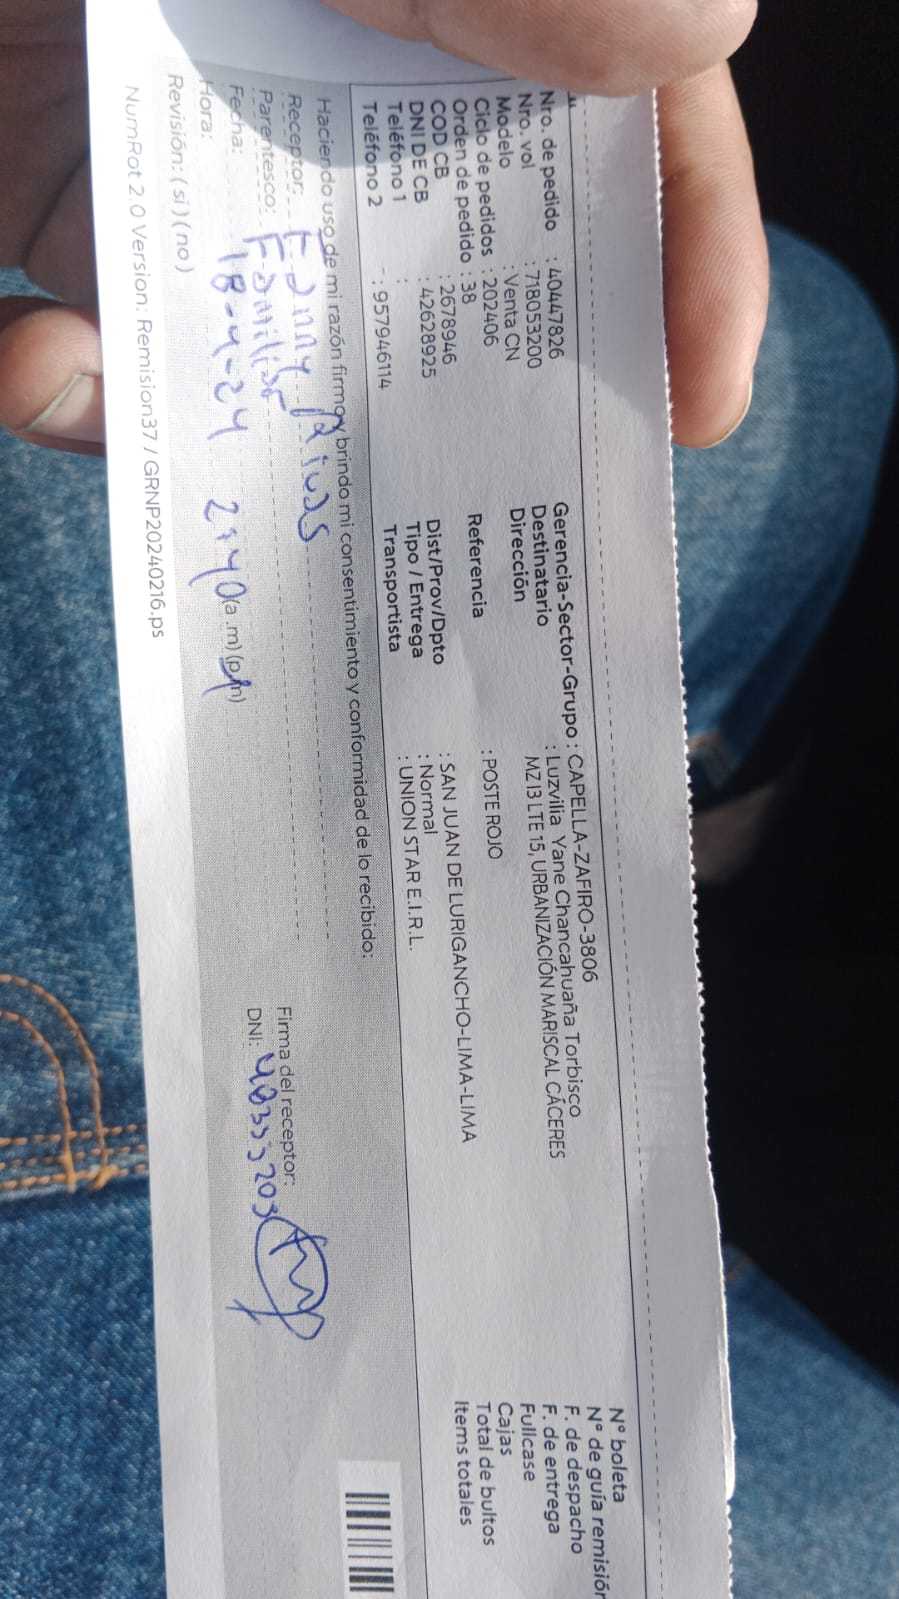 Nro. de pedido : 40447826
Nro. vol : 718053200
Modelo Venta CN
Ciclo de pedidos : 202406
Orden de pedido : 38
COD CB : 2678946
DNI DE CB : 42628925
Teléfono 1 :
Teléfono 2 - : 957946114
Gerencia-Sector-Grupo : CAPELLA-ZAFIRO-3806
Destinatario : Luzvilia Yane Chancahuaña Torbisco
Dirección MZ13 LTE 15, URBANIZACIÓN MARISCAL CÁCERES
Referencia : POSTE ROJO
Dist/Prov/Dpto : SAN JUAN DE LURIGANCHO-LIMA-LIMA
Tipo / Entrega : Normal
Transportista : UNION STAR E.I.R.L.
N° boleta
N° de guía remisión
F. de despacho
F. de entrega
Fullcase
Cajas
Total de bultos
Items totales
Haciendo uso de mi razón firmo y brindo mi consentimiento y conformidad de lo recibido:
Receptor: Rivas
Parentesco: Familiar
Fecha: 18-4-24
Hora: 2:40 (a.m) (p.m)
Revisión: (si) (no)
Firma del receptor:
DNI:
NumRot 2.0 Version: Remision37 / GRNP20240216.ps